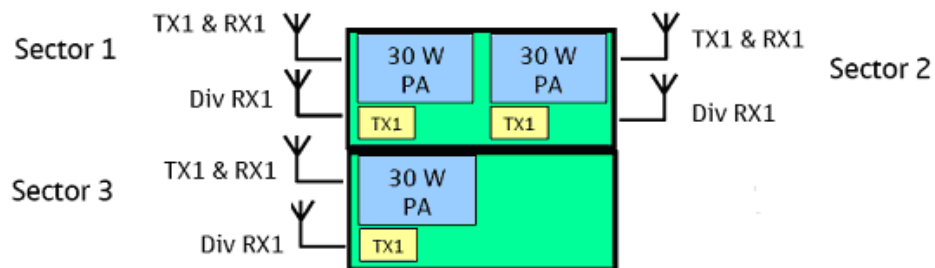 TX1 & RX1
Sector 1
Div RX1
30 W
PA
TX1
30 W
PA
TX1
TX1 & RX1
Sector 2
Div RX1
TX1 & RX1
Sector 3
Div RX1
30 W
PA
TX1